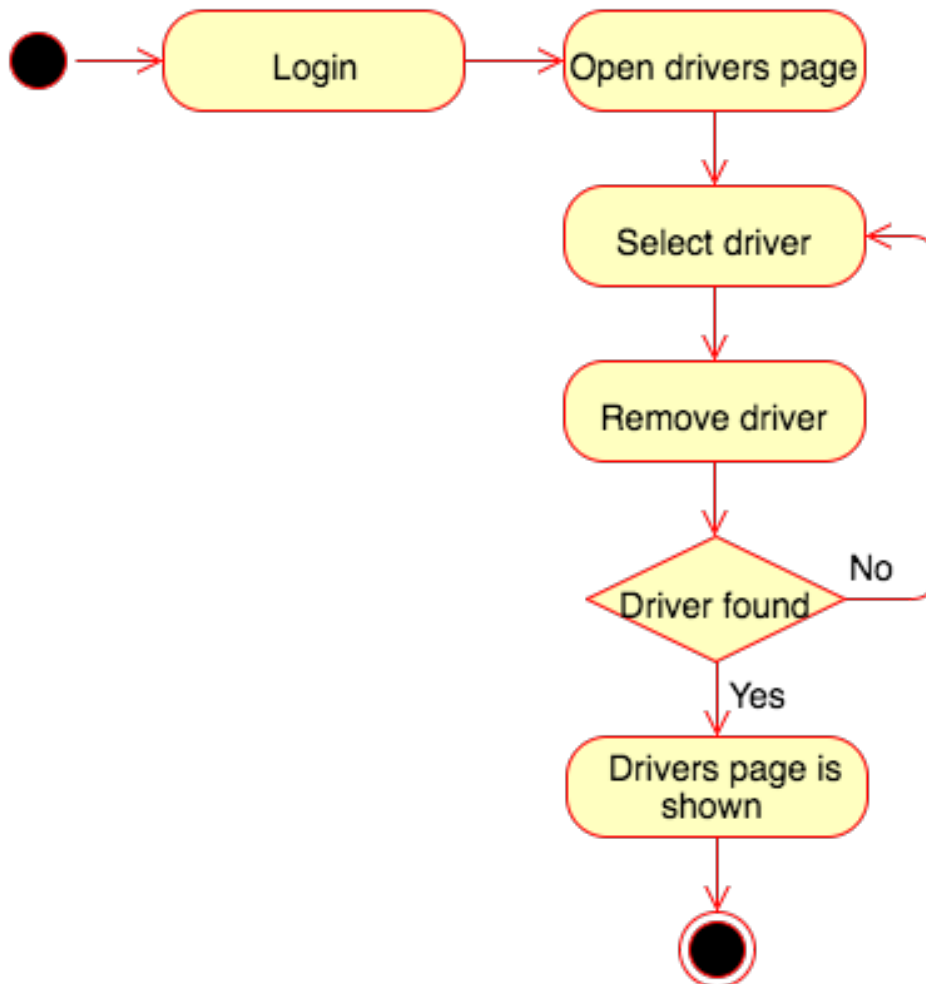 Login
Open drivers page
Select driver
Remove driver
Driver found
No
Yes
Drivers page is
shown